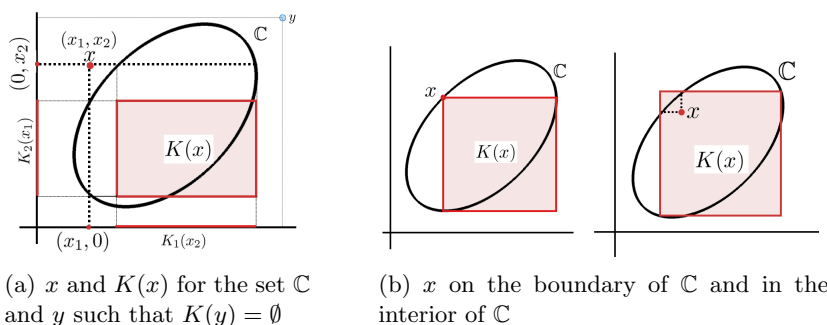 y
ℂ
(x₁, x₂)
x
(0, x₂)
K₂(x₁)
K(x)
(x₁, 0)
K₁(x₂)
x
ℂ
K(x)
ℂ
x
K(x)
(a) x and K(x) for the set ℂ
and y such that K(y) = ∅
(b) x on the boundary of ℂ and in the
interior of ℂ